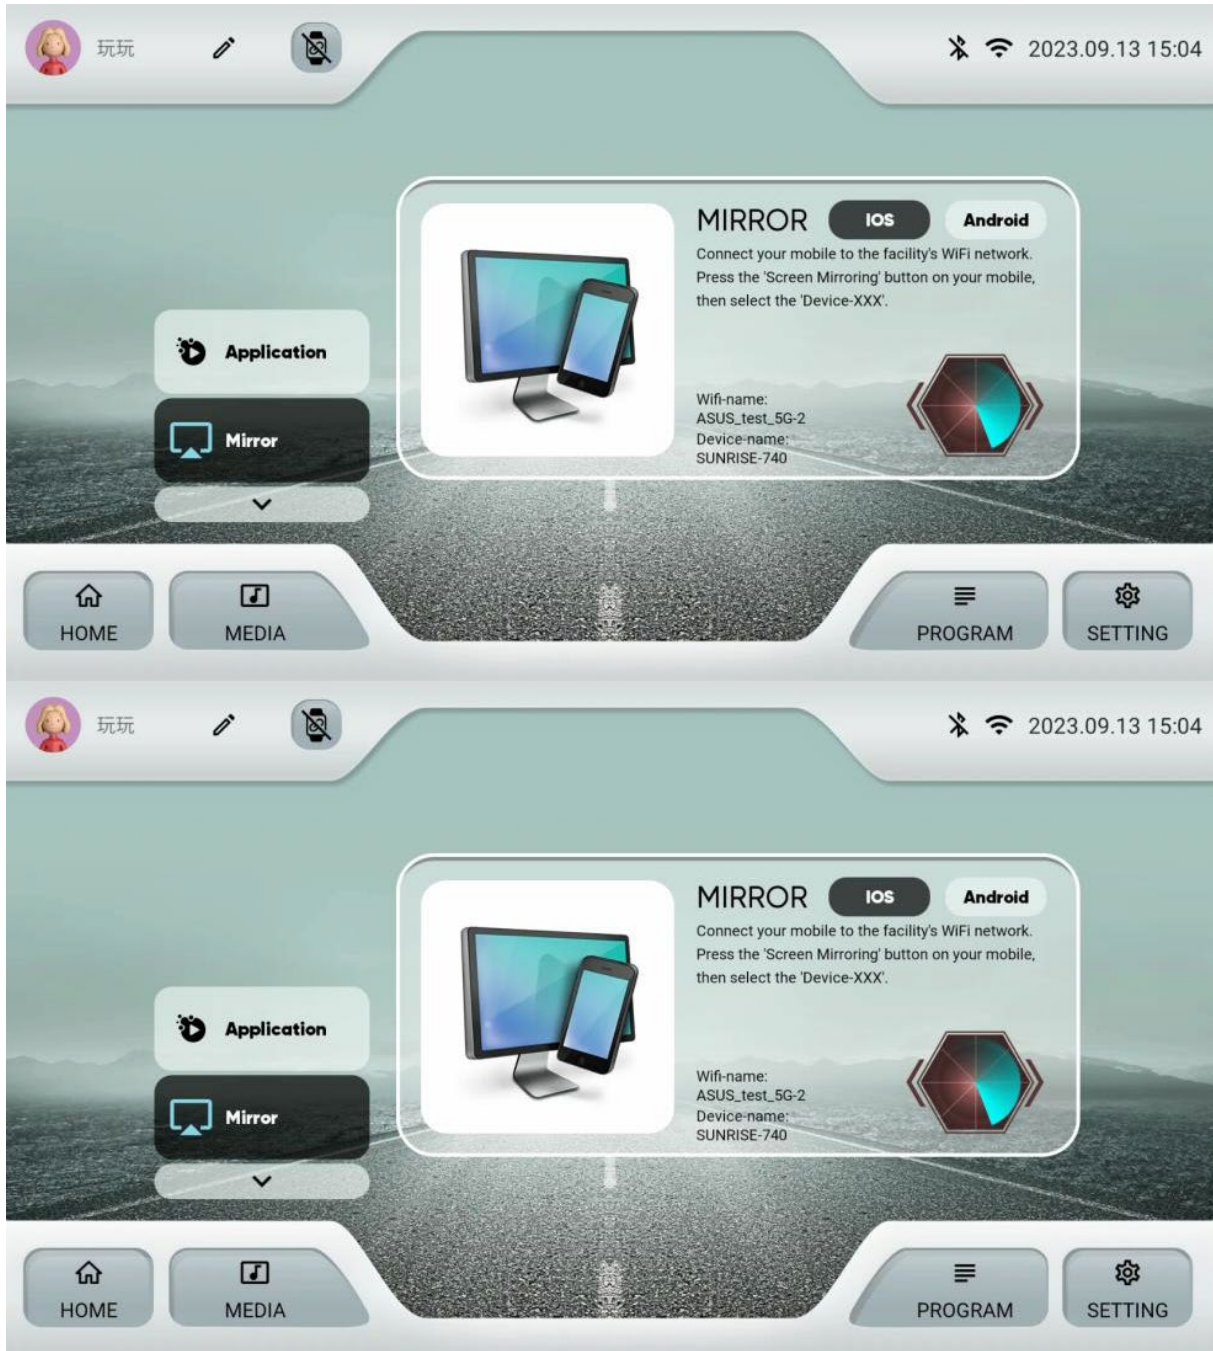 玩玩
2023.09.13 15:04
MIRROR IOS Android
Connect your mobile to the facility's WiFi network.
Press the 'Screen Mirroring' button on your mobile,
then select the 'Device-XXX'.
Application
Mirror
Wifi-name:
ASUS_test_5G-2
Device-name:
SUNRISE-740
HOME
MEDIA
PROGRAM
SETTING
玩玩
2023.09.13 15:04
MIRROR IOS Android
Connect your mobile to the facility's WiFi network.
Press the 'Screen Mirroring' button on your mobile,
then select the 'Device-XXX'.
Application
Mirror
Wifi-name:
ASUS_test_5G-2
Device-name:
SUNRISE-740
HOME
MEDIA
PROGRAM
SETTING